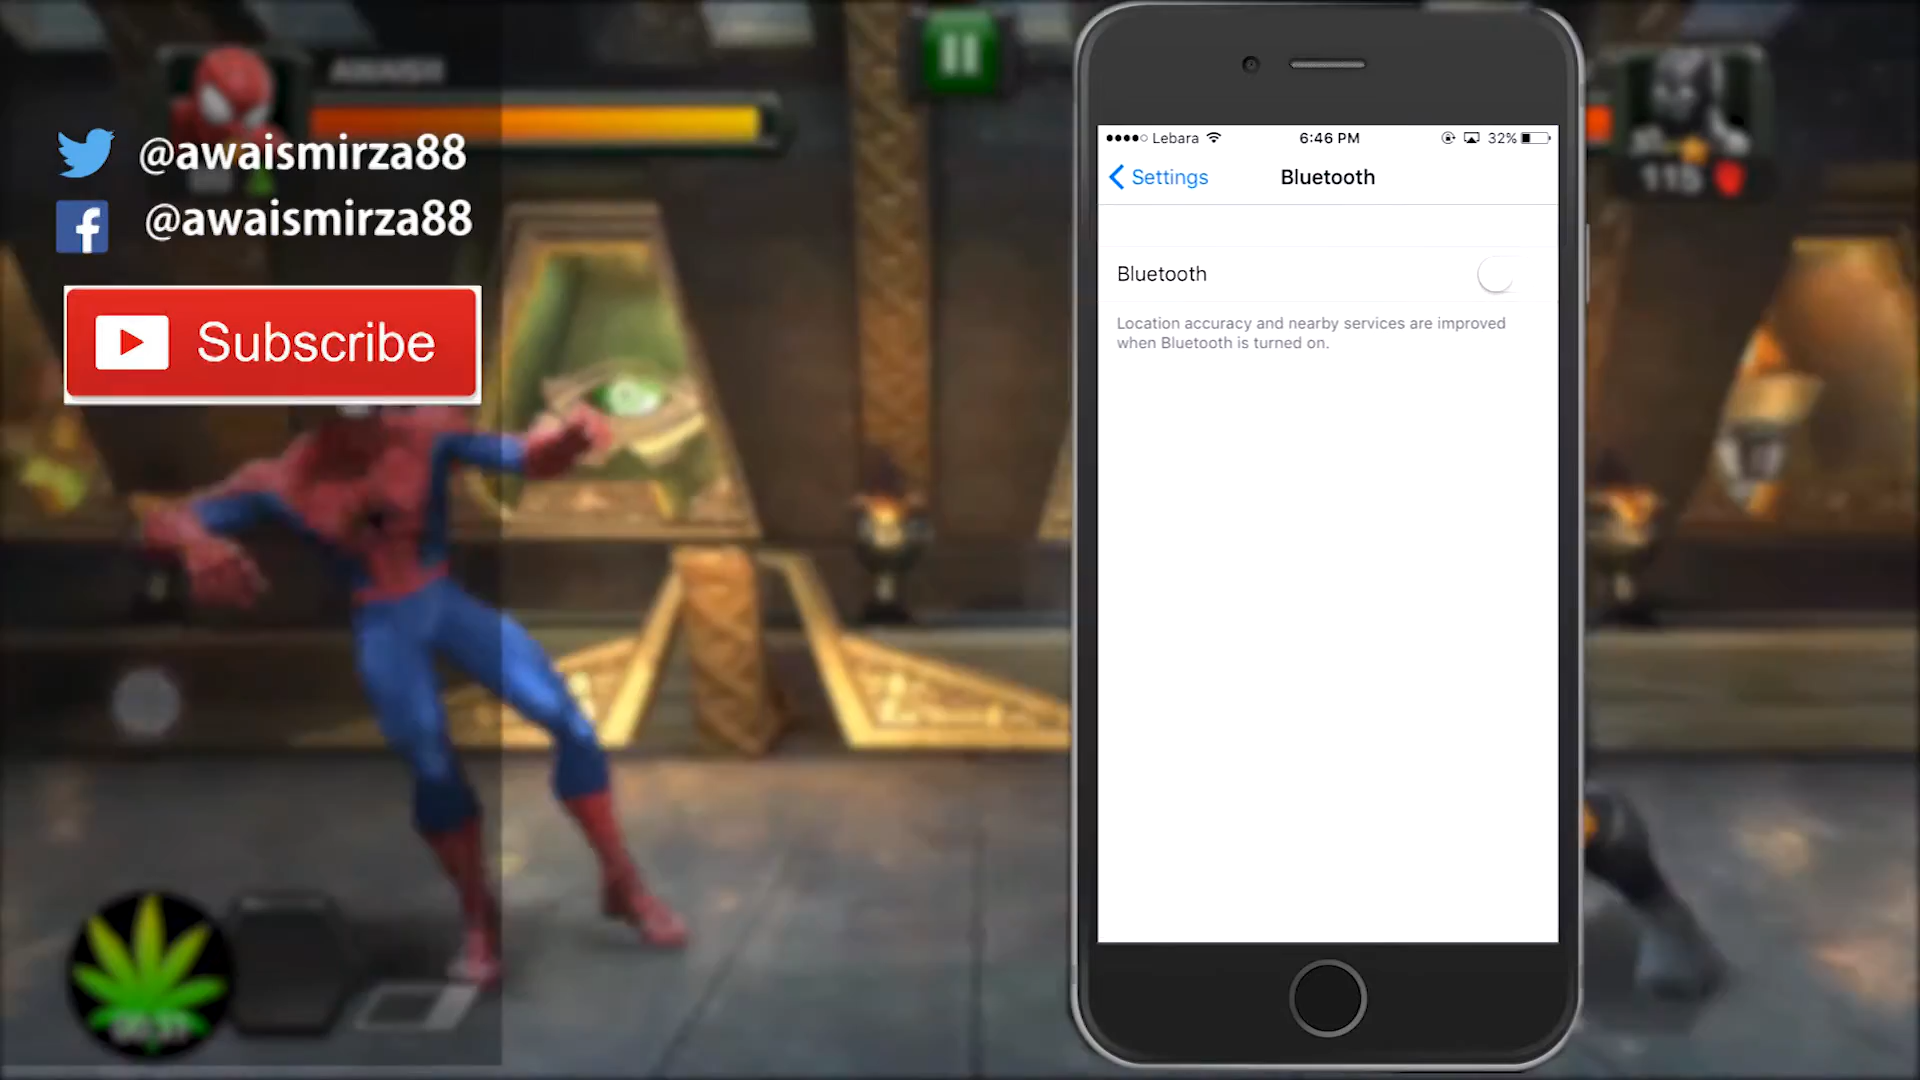 @awaismirza88
@awaismirza88
Subscribe
Lebara
6:46 PM
32%
Settings
Bluetooth
Bluetooth
Location accuracy and nearby services are improved
when Bluetooth is turned on.
115